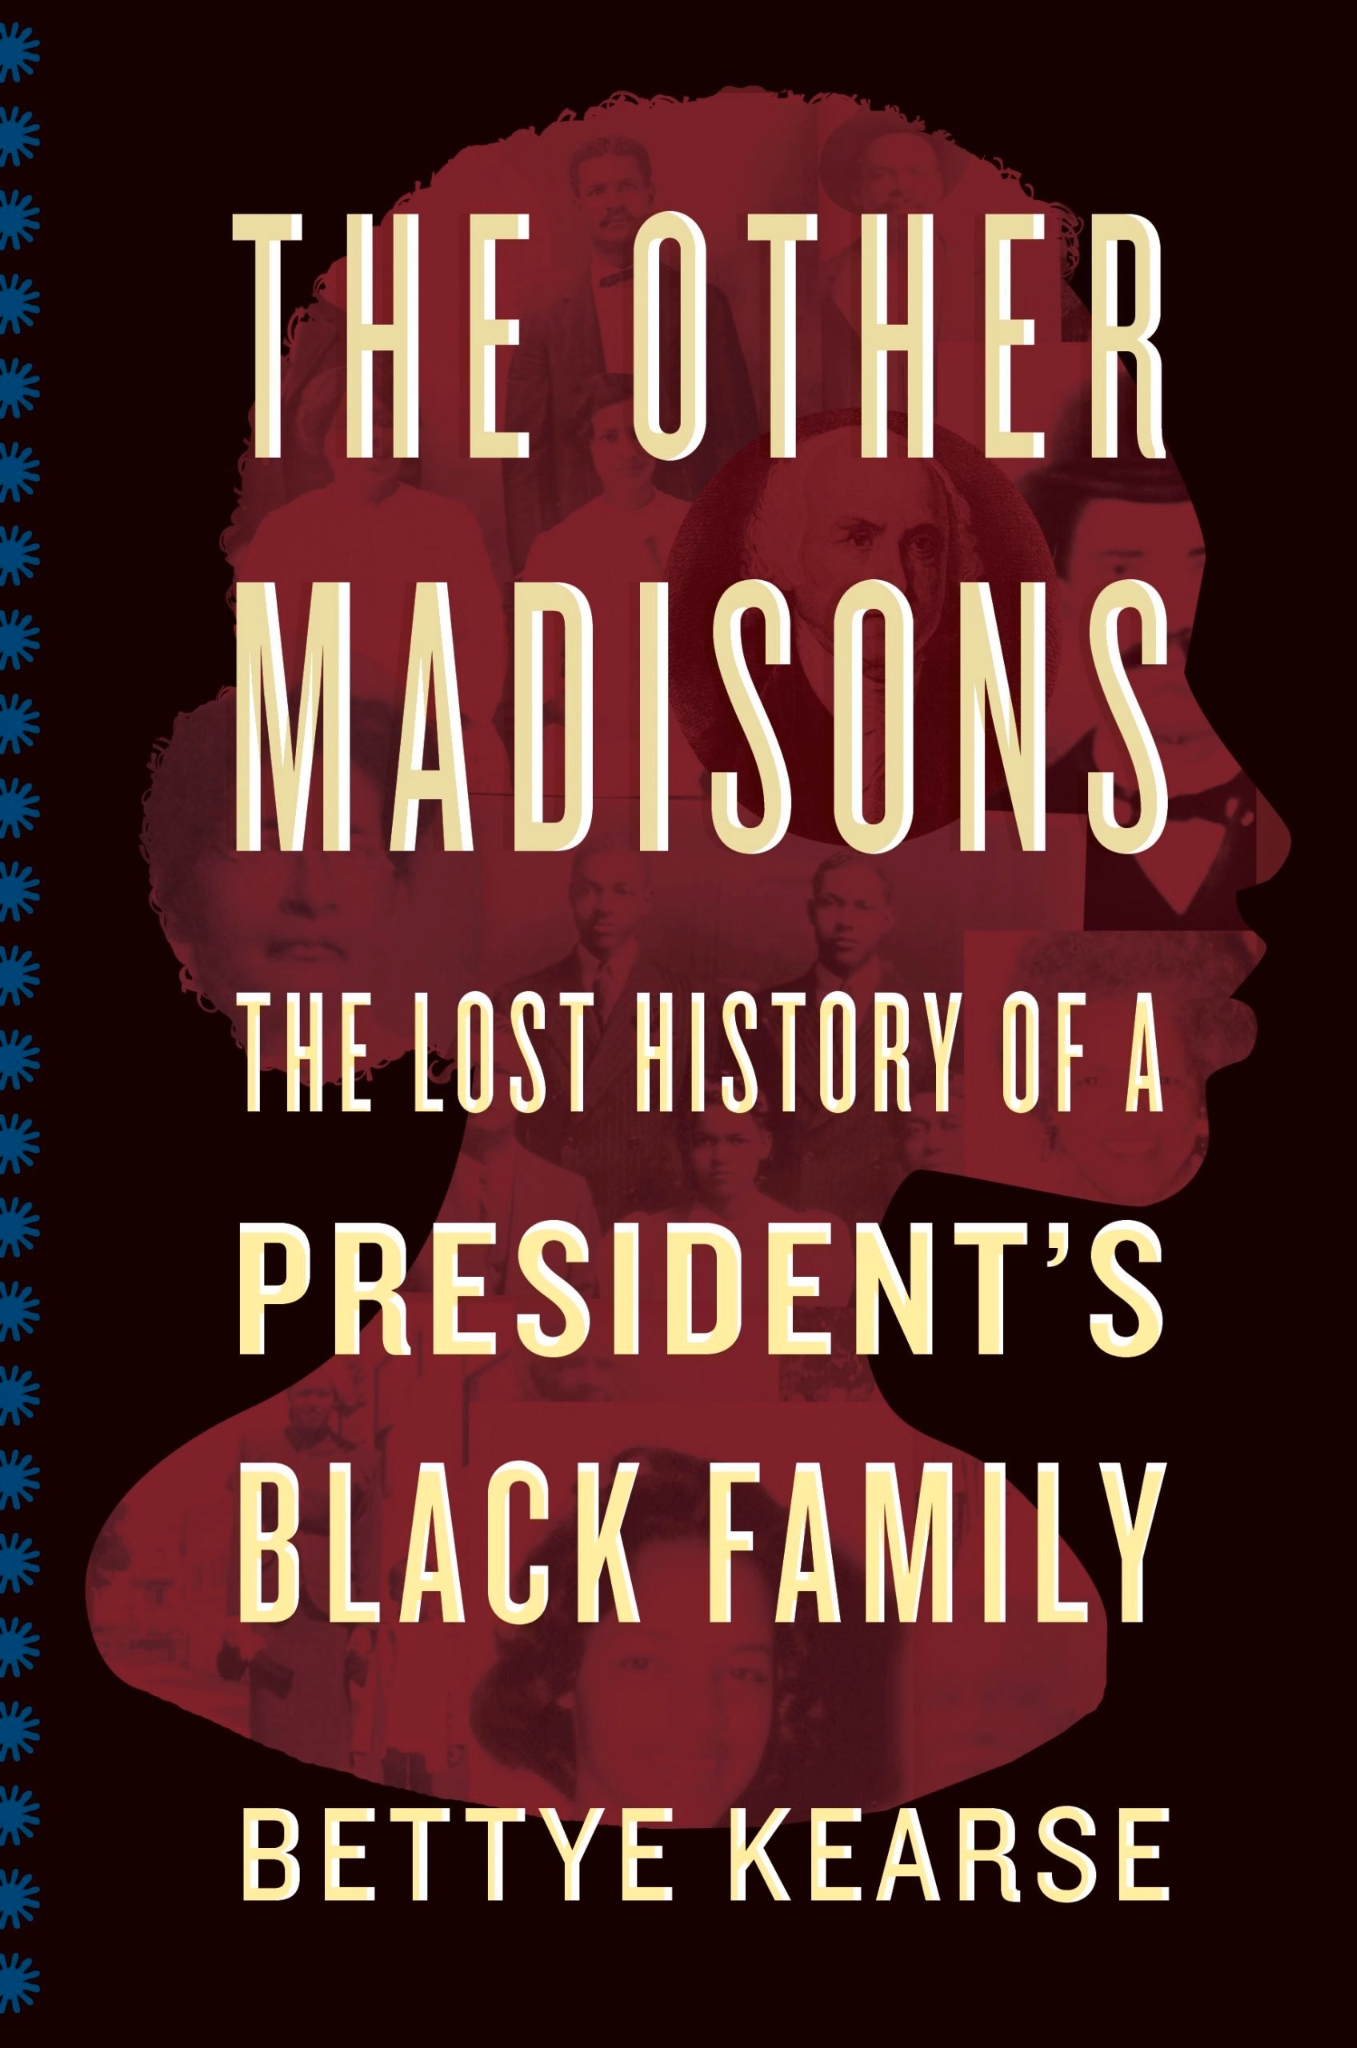 THE OTHER
MADISONS
THE LOST HISTORY OF A
PRESIDENT’S
BLACK FAMILY
BETTYE KEARSE